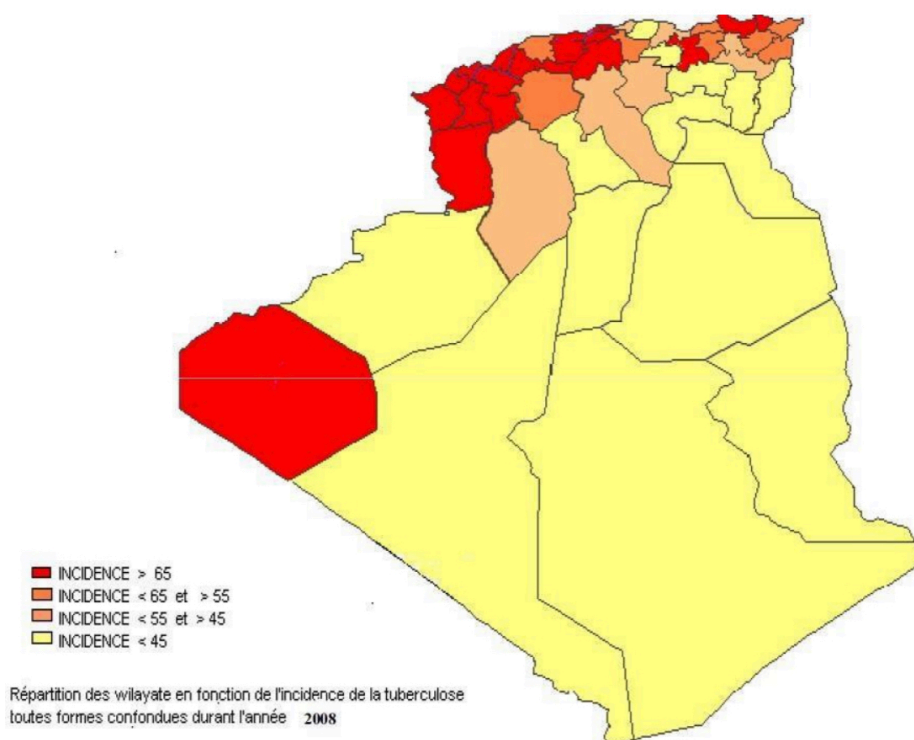 INCIDENCE > 65
INCIDENCE < 65 et > 55
INCIDENCE < 55 et > 45
INCIDENCE < 45
Répartition des wilayate en fonction de l'incidence de la tuberculose
toutes formes confondues durant l'année 2008